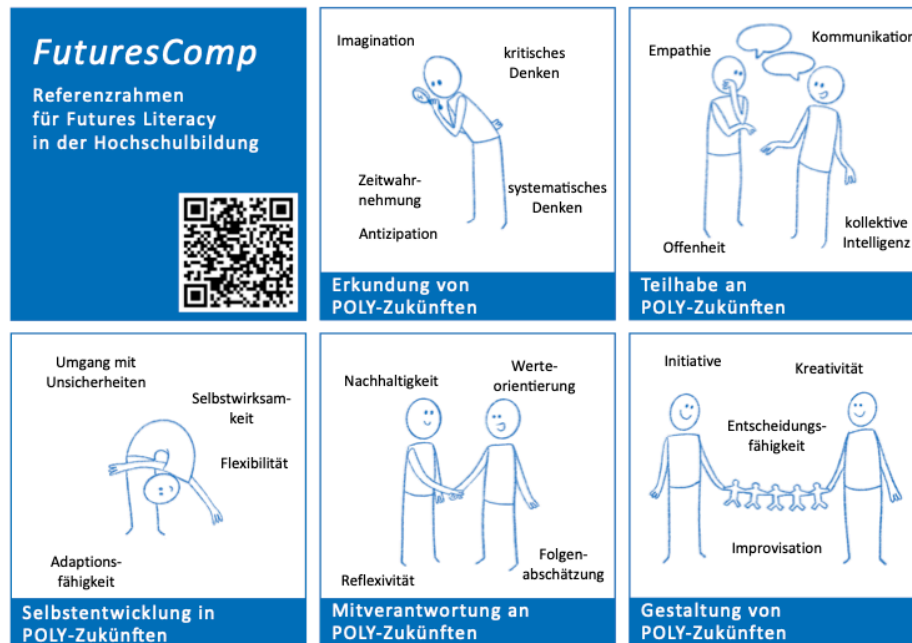 FuturesComp
Referenzrahmen
für Futures Literacy
in der Hochschulbildung
Imagination
kritisches
Denken
Zeitwahr-
nehmung
systematisches
Denken
Antizipation
Erkundung von
POLY-Zukünften
Kommunikation
Empathie
Offenheit
kollektive
Intelligenz
Teilhabe an
POLY-Zukünften
Umgang mit
Unsicherheiten
Selbstwirksam-
keit
Flexibilität
Adaptions-
fähigkeit
Selbstentwicklung in
POLY-Zukünften
Nachhaltigkeit
Werte-
orientierung
Reflexivität
Folgen-
abschätzung
Mitverantwortung an
POLY-Zukünften
Initiative
Kreativität
Entscheidungs-
fähigkeit
Improvisation
Gestaltung von
POLY-Zukünften